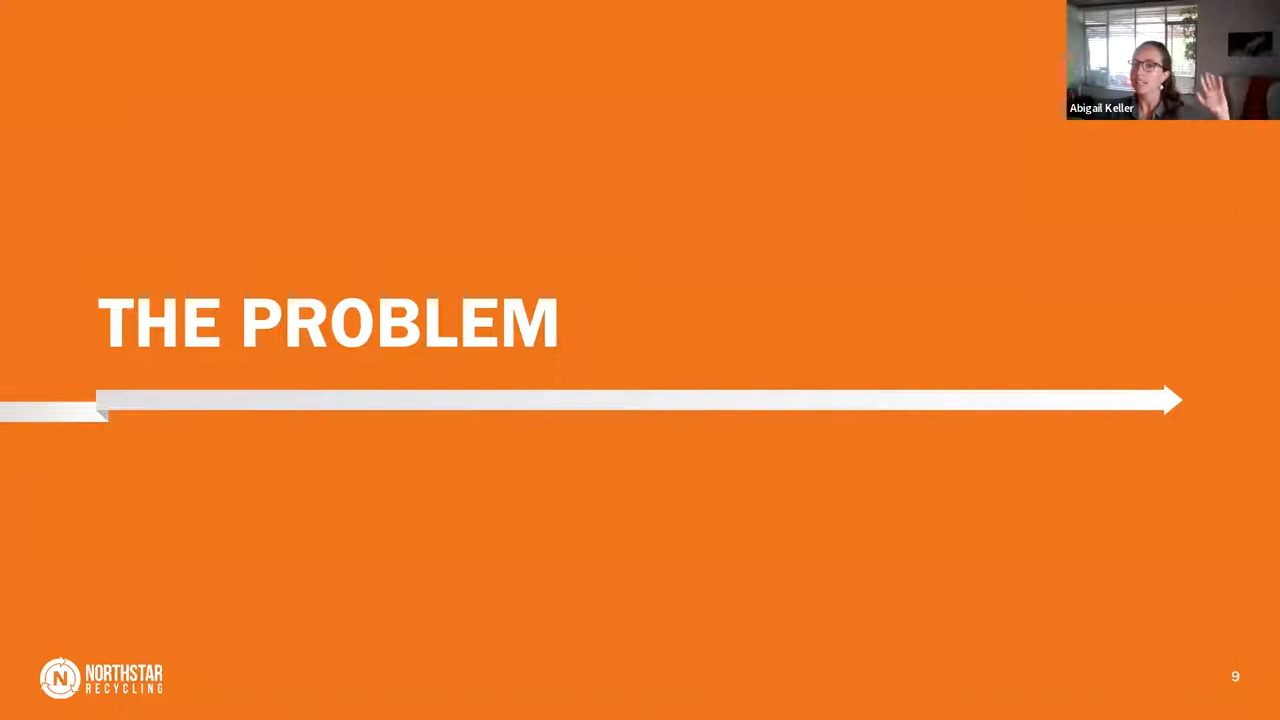 Abigail Keller
THE PROBLEM
N
NORTHSTAR
RECYCLING
9